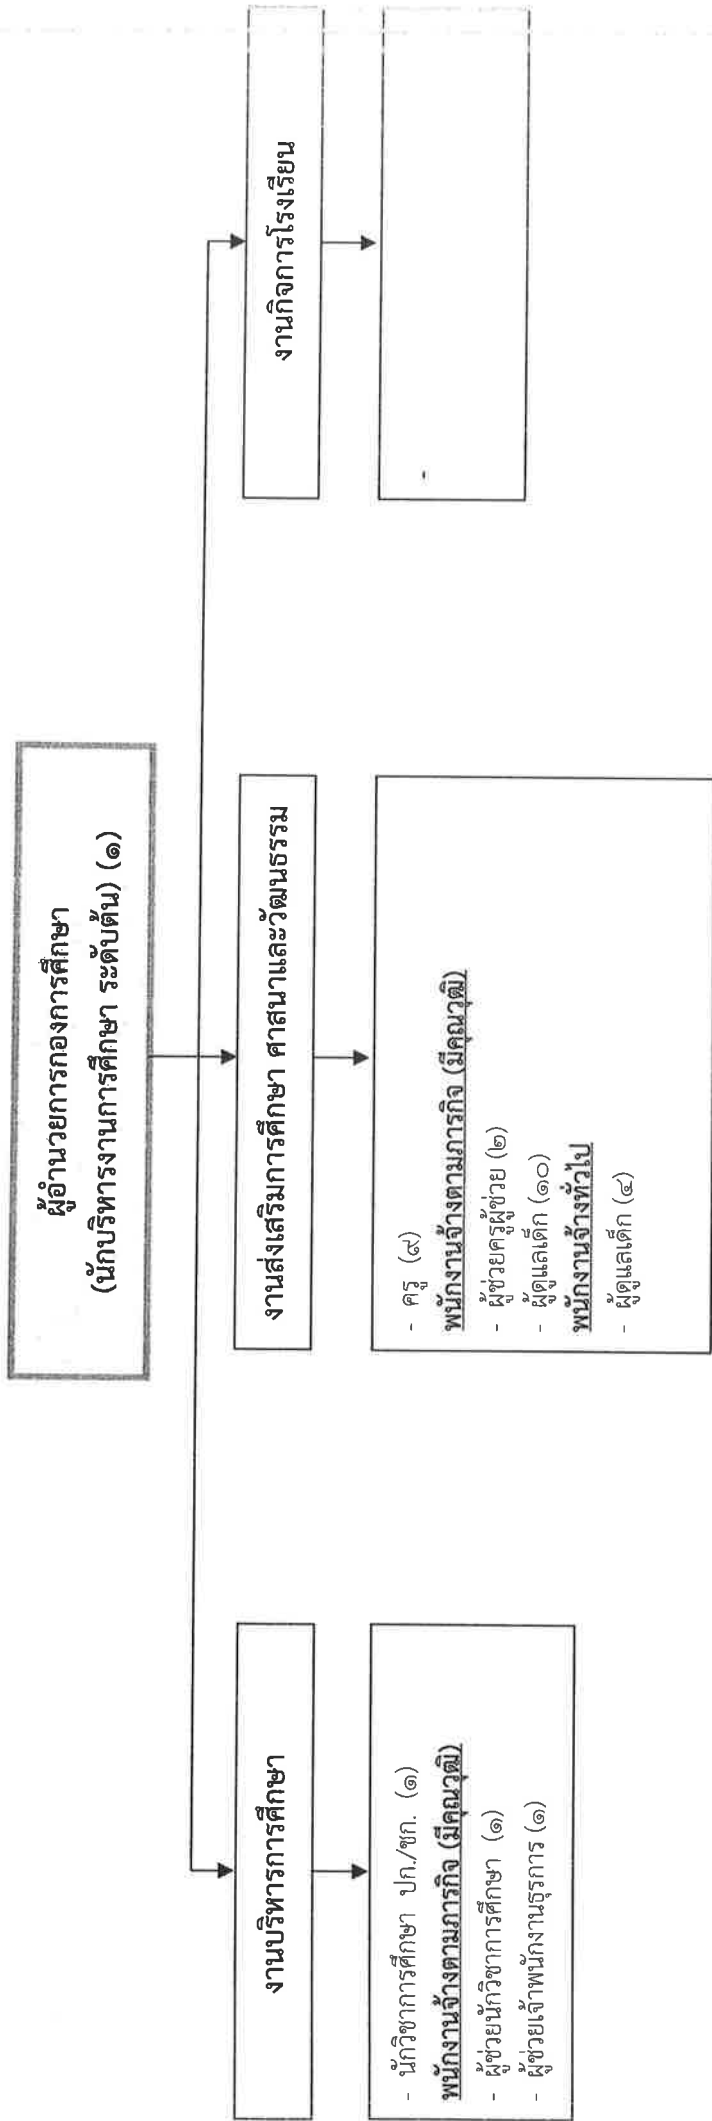 ผู้อำนวยการกองการศึกษา
(นักบริหารงานการศึกษา ระดับต้น) (๑)
งานบริหารการศึกษา
- นักวิชาการศึกษา ปก./ชก. (๑)
พนักงานจ้างตามภารกิจ (มีคุณวุฒิ)
- ผู้ช่วยนักวิชาการศึกษา (๑)
- ผู้ช่วยเจ้าพนักงานธุรการ (๑)
งานส่งเสริมการศึกษา ศาสนาและวัฒนธรรม
- ครู (๙)
พนักงานจ้างตามภารกิจ (มีคุณวุฒิ)
- ผู้ช่วยครูผู้ช่วย (๒)
- ผู้ดูแลเด็ก (๑๐)
พนักงานจ้างทั่วไป
- ผู้ดูแลเด็ก (๔)
งานกิจการโรงเรียน
-